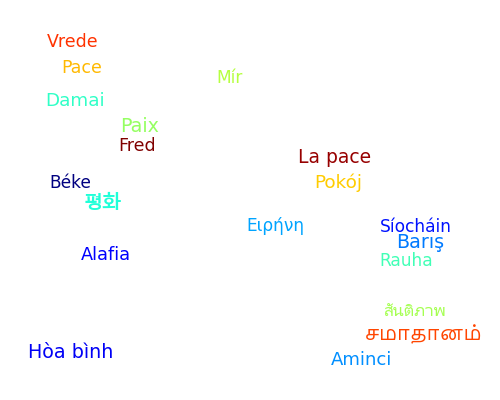 Vrede
Pace
Mír
Damai
Paix
Fred
La pace
Béke
Pokój
평화
Ειρήνη
Síocháin
Barış
Alafia
Rauha
สันติภาพ
சமாதானம்
Hòa bình
Aminci